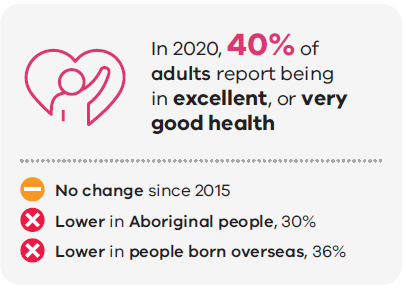 In 2020, 40% of
adults report being
in excellent, or very
good health
No change since 2015
Lower in Aboriginal people, 30%
Lower in people born overseas, 36%